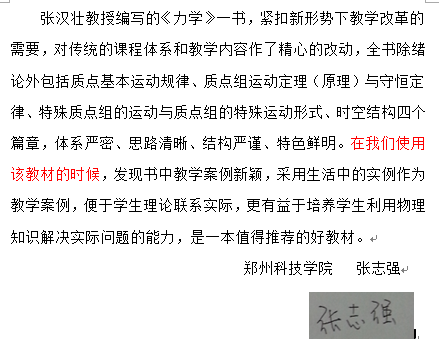 张汉壮教授编写的《力学》一书，紧扣新形势下教学改革的
需要，对传统的课程体系和教学内容作了精心的改动，全书除绪
论外包括质点基本运动规律、质点组运动定理（原理）与守恒定
律、特殊质点组的运动与质点组的特殊运动形式、时空结构四个
篇章，体系严密、思路清晰、结构严谨、特色鲜明。在我们使用
该教材的时候，发现书中教学案例新颖，采用生活中的实例作为
教学案例，便于学生理论联系实际，更有益于培养学生利用物理
知识解决实际问题的能力，是一本值得推荐的好教材。
郑州科技学院 张志强
张志强